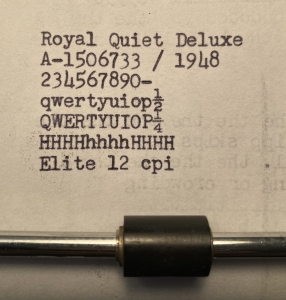 Royal Quiet Deluxe
A-1506733 / 1948
234567890-
qwertyuiop½
QWERTYUIOP¼
HHHHhhhhHHHH
Elite 12 cpi